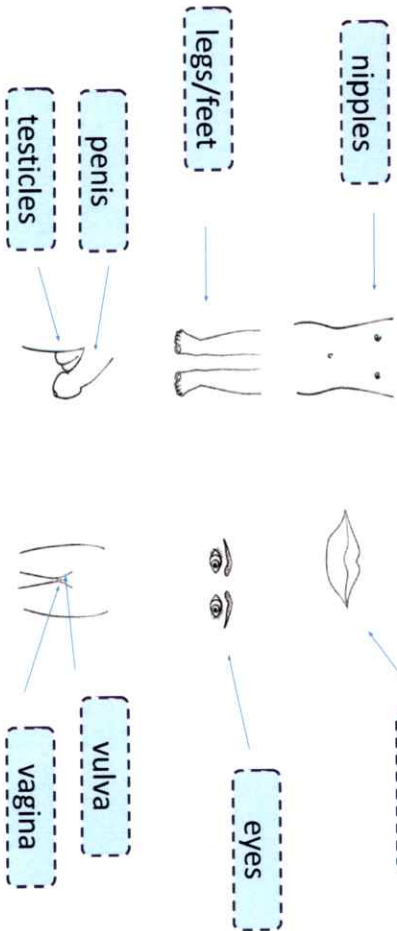 nipples
legs/feet
eyes
penis
testicles
vulva
vagina